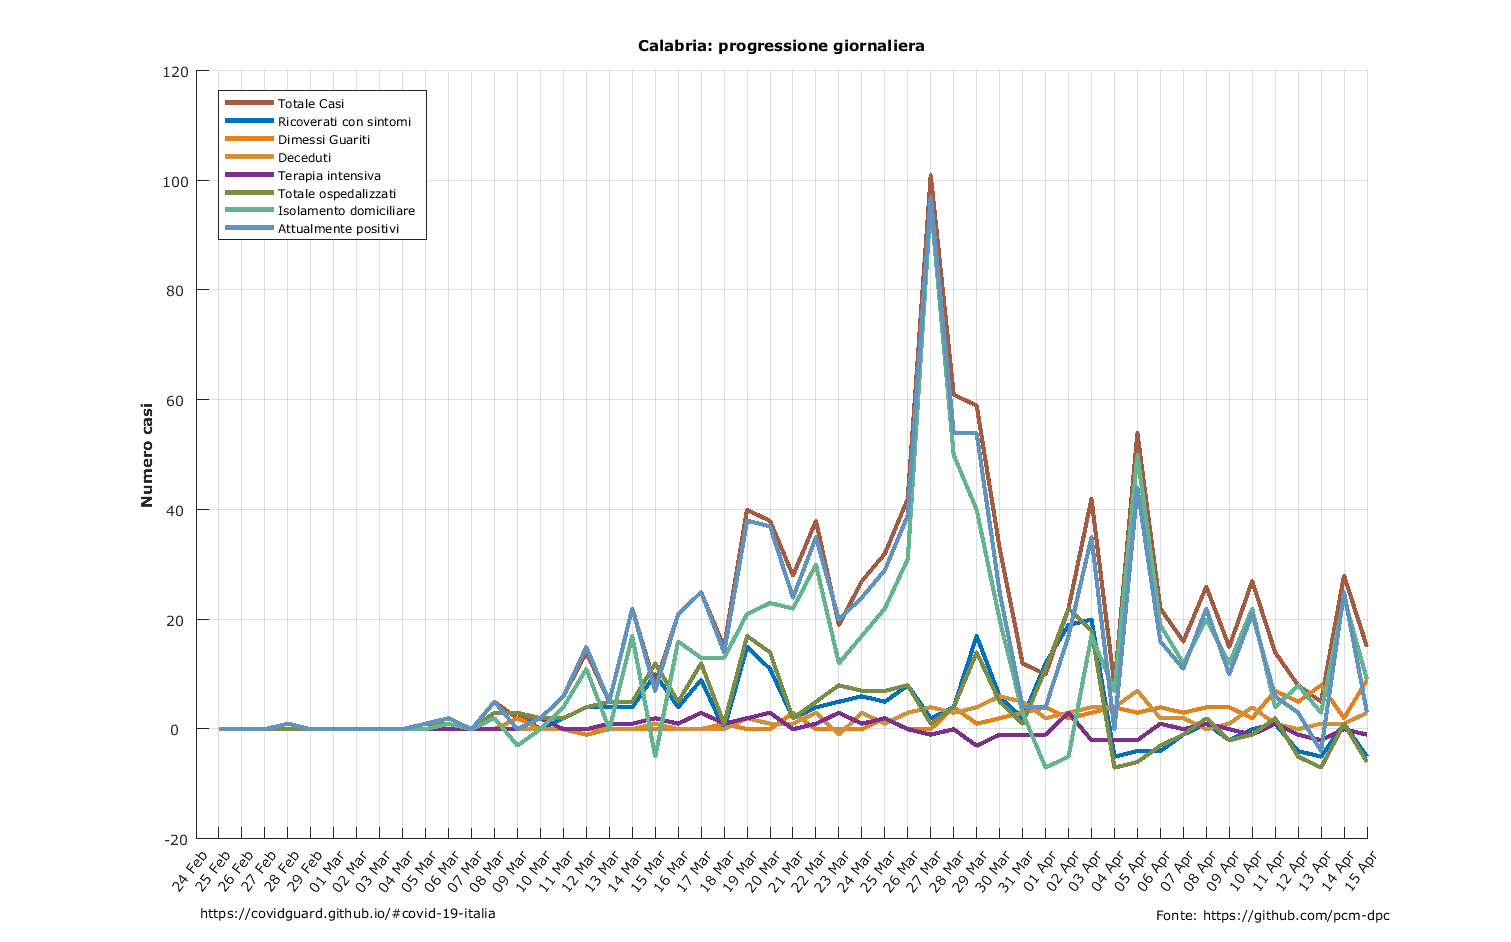 Calabria: progressione giornaliera
120
100
80
60
40
20
0
-20
Numero casi
Totale Casi
Ricoverati con sintomi
Dimessi Guariti
Deceduti
Terapia intensiva
Totale ospedalizzati
Isolamento domiciliare
Attualmente positivi
24 Feb
25 Feb
26 Feb
27 Feb
28 Feb
29 Feb
01 Mar
02 Mar
03 Mar
04 Mar
05 Mar
06 Mar
07 Mar
08 Mar
09 Mar
10 Mar
11 Mar
12 Mar
13 Mar
14 Mar
15 Mar
16 Mar
17 Mar
18 Mar
19 Mar
20 Mar
21 Mar
22 Mar
23 Mar
24 Mar
25 Mar
26 Mar
27 Mar
28 Mar
29 Mar
30 Mar
31 Mar
01 Apr
02 Apr
03 Apr
04 Apr
05 Apr
06 Apr
07 Apr
08 Apr
09 Apr
10 Apr
11 Apr
12 Apr
13 Apr
14 Apr
15 Apr
https://covidguard.github.io/#covid-19-italia
Fonte: https://github.com/pcm-dpc